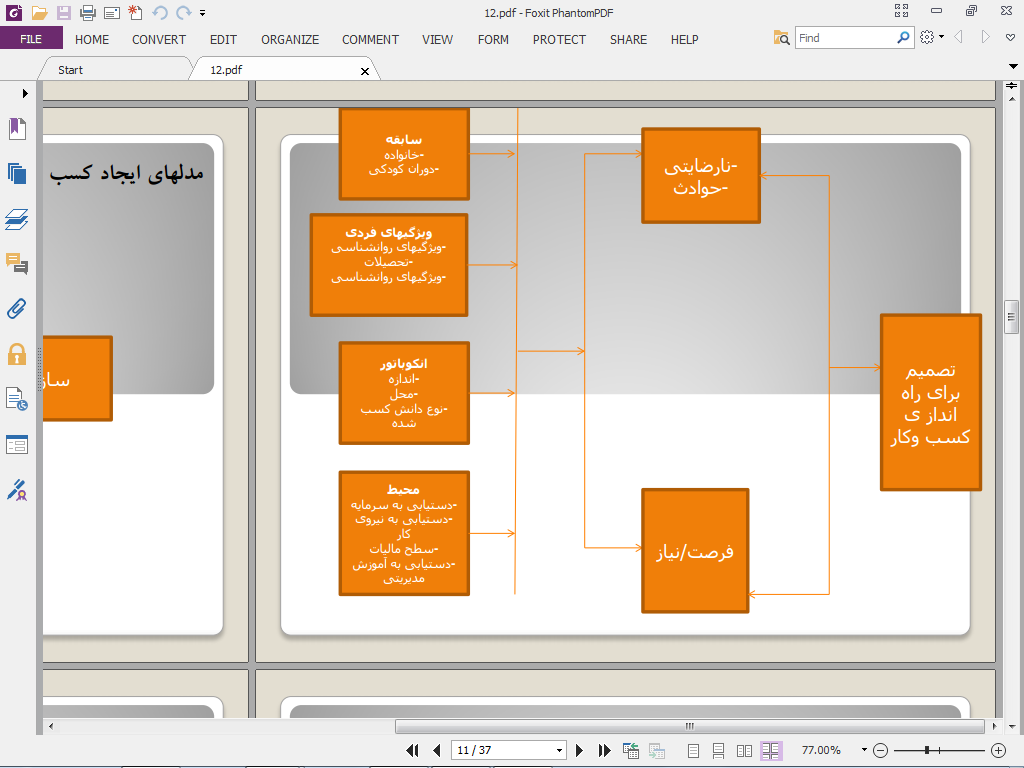 12.pdf - Foxit PhantomPDF
FILE HOME CONVERT EDIT ORGANIZE COMMENT VIEW FORM PROTECT SHARE HELP
Find
Start
12.pdf
مدلهای ایجاد کسب
ساز
سابقه
-خانواده
-دوران کودکی
ویژگیهای فردی
-ویژگیهای روانشناسی
-تحصیلات
-ویژگیهای روانشناسی
انکوباتور
-اندازه
-محل
-نوع دانش کسب
شده
محیط
-دستیابی به سرمایه
-دستیابی به نیروی
کار
-سطح مالیات
-دستیابی به آموزش
مدیریتی
-نارضایتی
-حوادث
فرصت/نیاز
تصمیم
برای راه
انداز ی
کسب وکار
11 / 37
77.00%